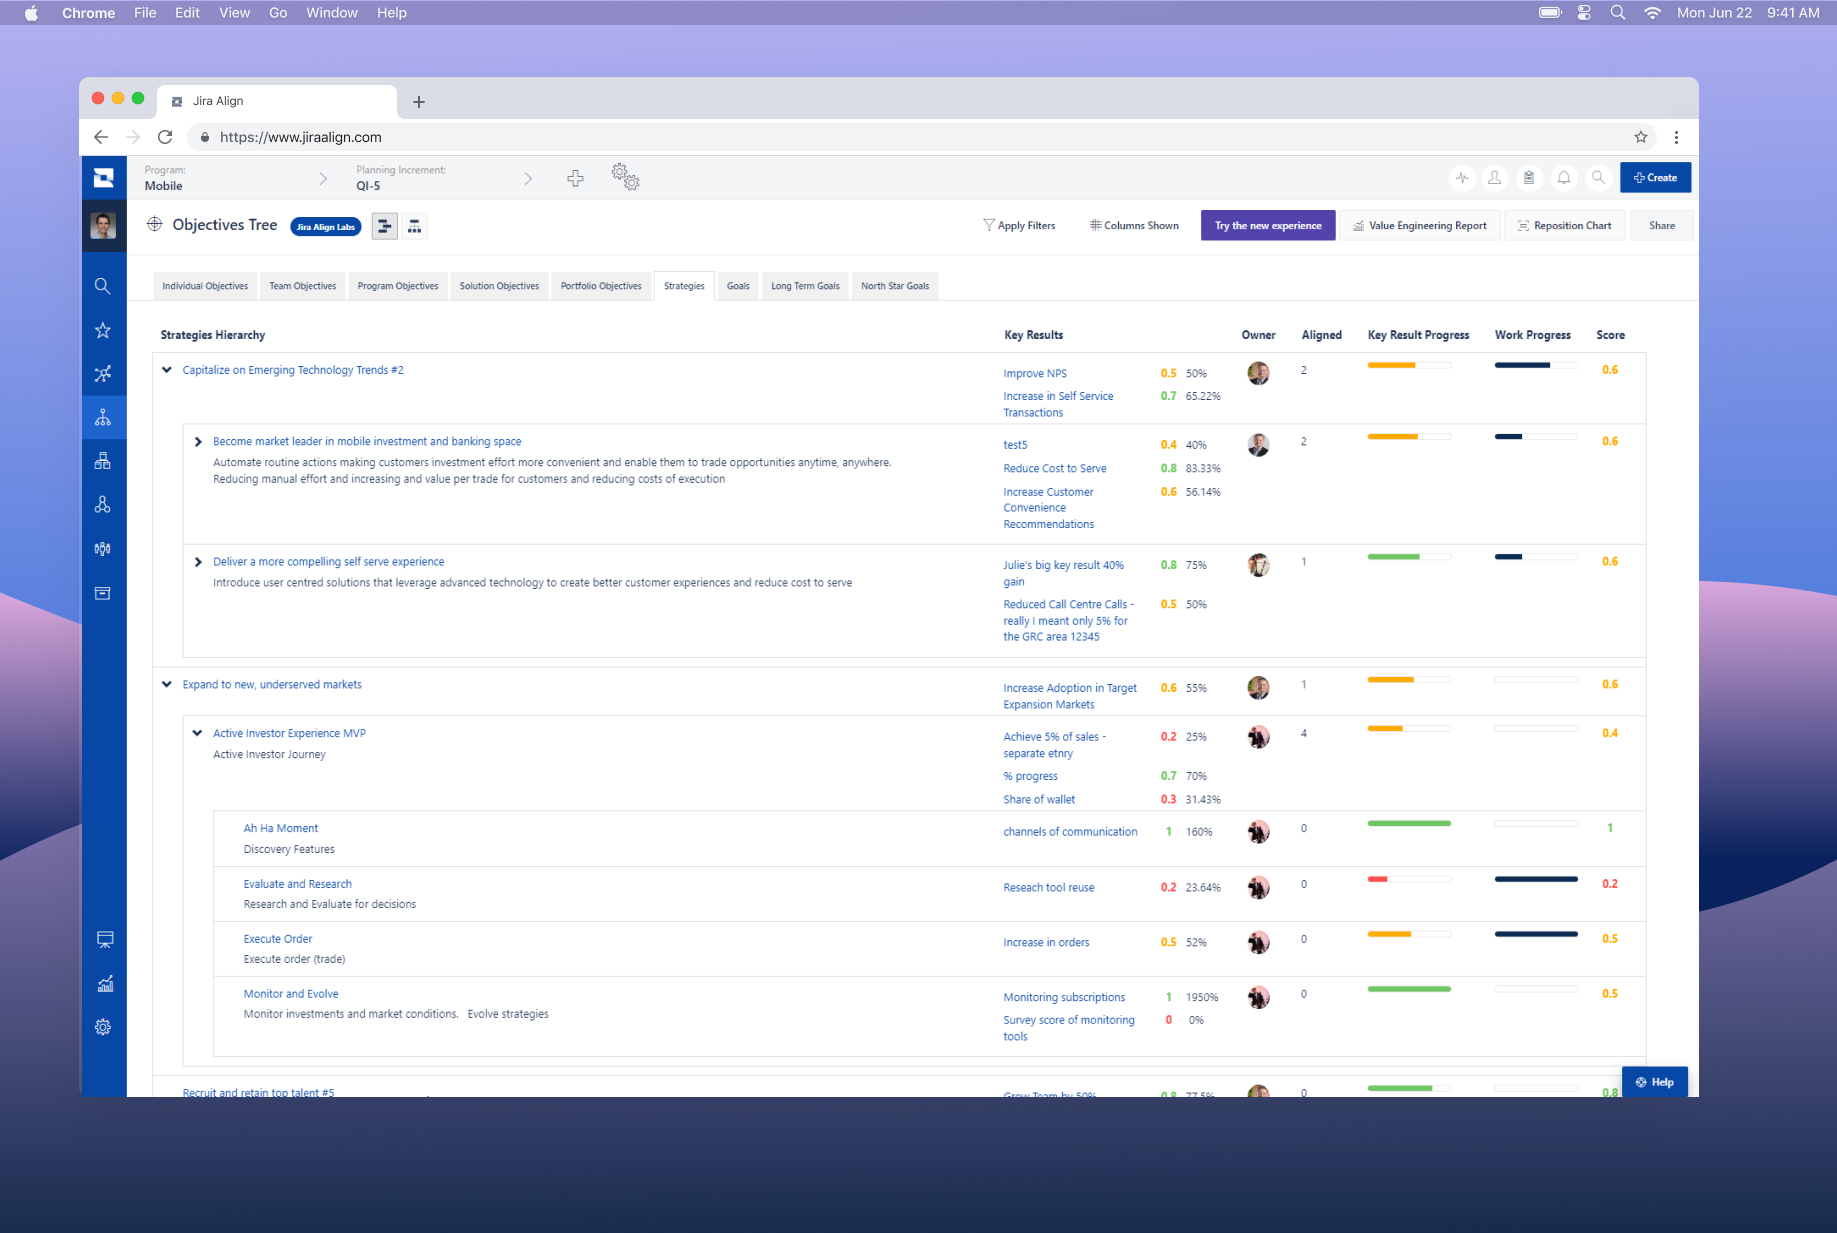 Chrome File Edit View Go Window Help Mon Jun 22 9:41 AM
Jira Align
https://www.jiraalign.com
Program:
Mobile
Planning Increment:
QI-5
Create
Objectives Tree Jira Align Labs Apply Filters Columns Shown Try the new experience Value Engineering Report Reposition Chart Share
Individual Objectives Team Objectives Program Objectives Solution Objectives Portfolio Objectives Strategies Goals Long Term Goals North Star Goals
Strategies Hierarchy Key Results Owner Aligned Key Result Progress Work Progress Score
Capitalize on Emerging Technology Trends #2 2 0.6
Improve NPS 0.5 50%
Increase in Self Service 0.7 65.22%
Transactions
Become market leader in mobile investment and banking space 2 0.6
test5 0.4 40%
Automate routine actions making customers investment effort more convenient and enable them to trade opportunities anytime, anywhere.
Reduce Cost to Serve 0.8 83.33%
Reducing manual effort and increasing and value per trade for customers and reducing costs of execution
Increase Customer 0.6 56.14%
Convenience
Recommendations
Deliver a more compelling self serve experience 1 0.6
Julie's big key result 40% 0.8 75%
gain
Introduce user centred solutions that leverage advanced technology to create better customer experiences and reduce cost to serve
Reduced Call Centre Calls - 0.5 50%
really I meant only 5% for
the GRC area 12345
Expand to new, underserved markets 1 0.6
Increase Adoption in Target 0.6 55%
Expansion Markets
Active Investor Experience MVP 4 0.4
Achieve 5% of sales - 0.2 25%
separate etnry
Active Investor Journey
% progress 0.7 70%
Share of wallet 0.3 31.43%
Ah Ha Moment channels of communication 1 160% 0 1
Discovery Features
Evaluate and Research Reseach tool reuse 0.2 23.64% 0 0.2
Research and Evaluate for decisions
Execute Order Increase in orders 0.5 52% 0 0.5
Execute order (trade)
Monitor and Evolve Monitoring subscriptions 1 1950% 0 0.5
Monitor investments and market conditions. Evolve strategies
Survey score of monitoring 0 0%
tools
Recruit and retain top talent #5 Grow Team by 50% 0.8 77.5% 0 0.8
Help